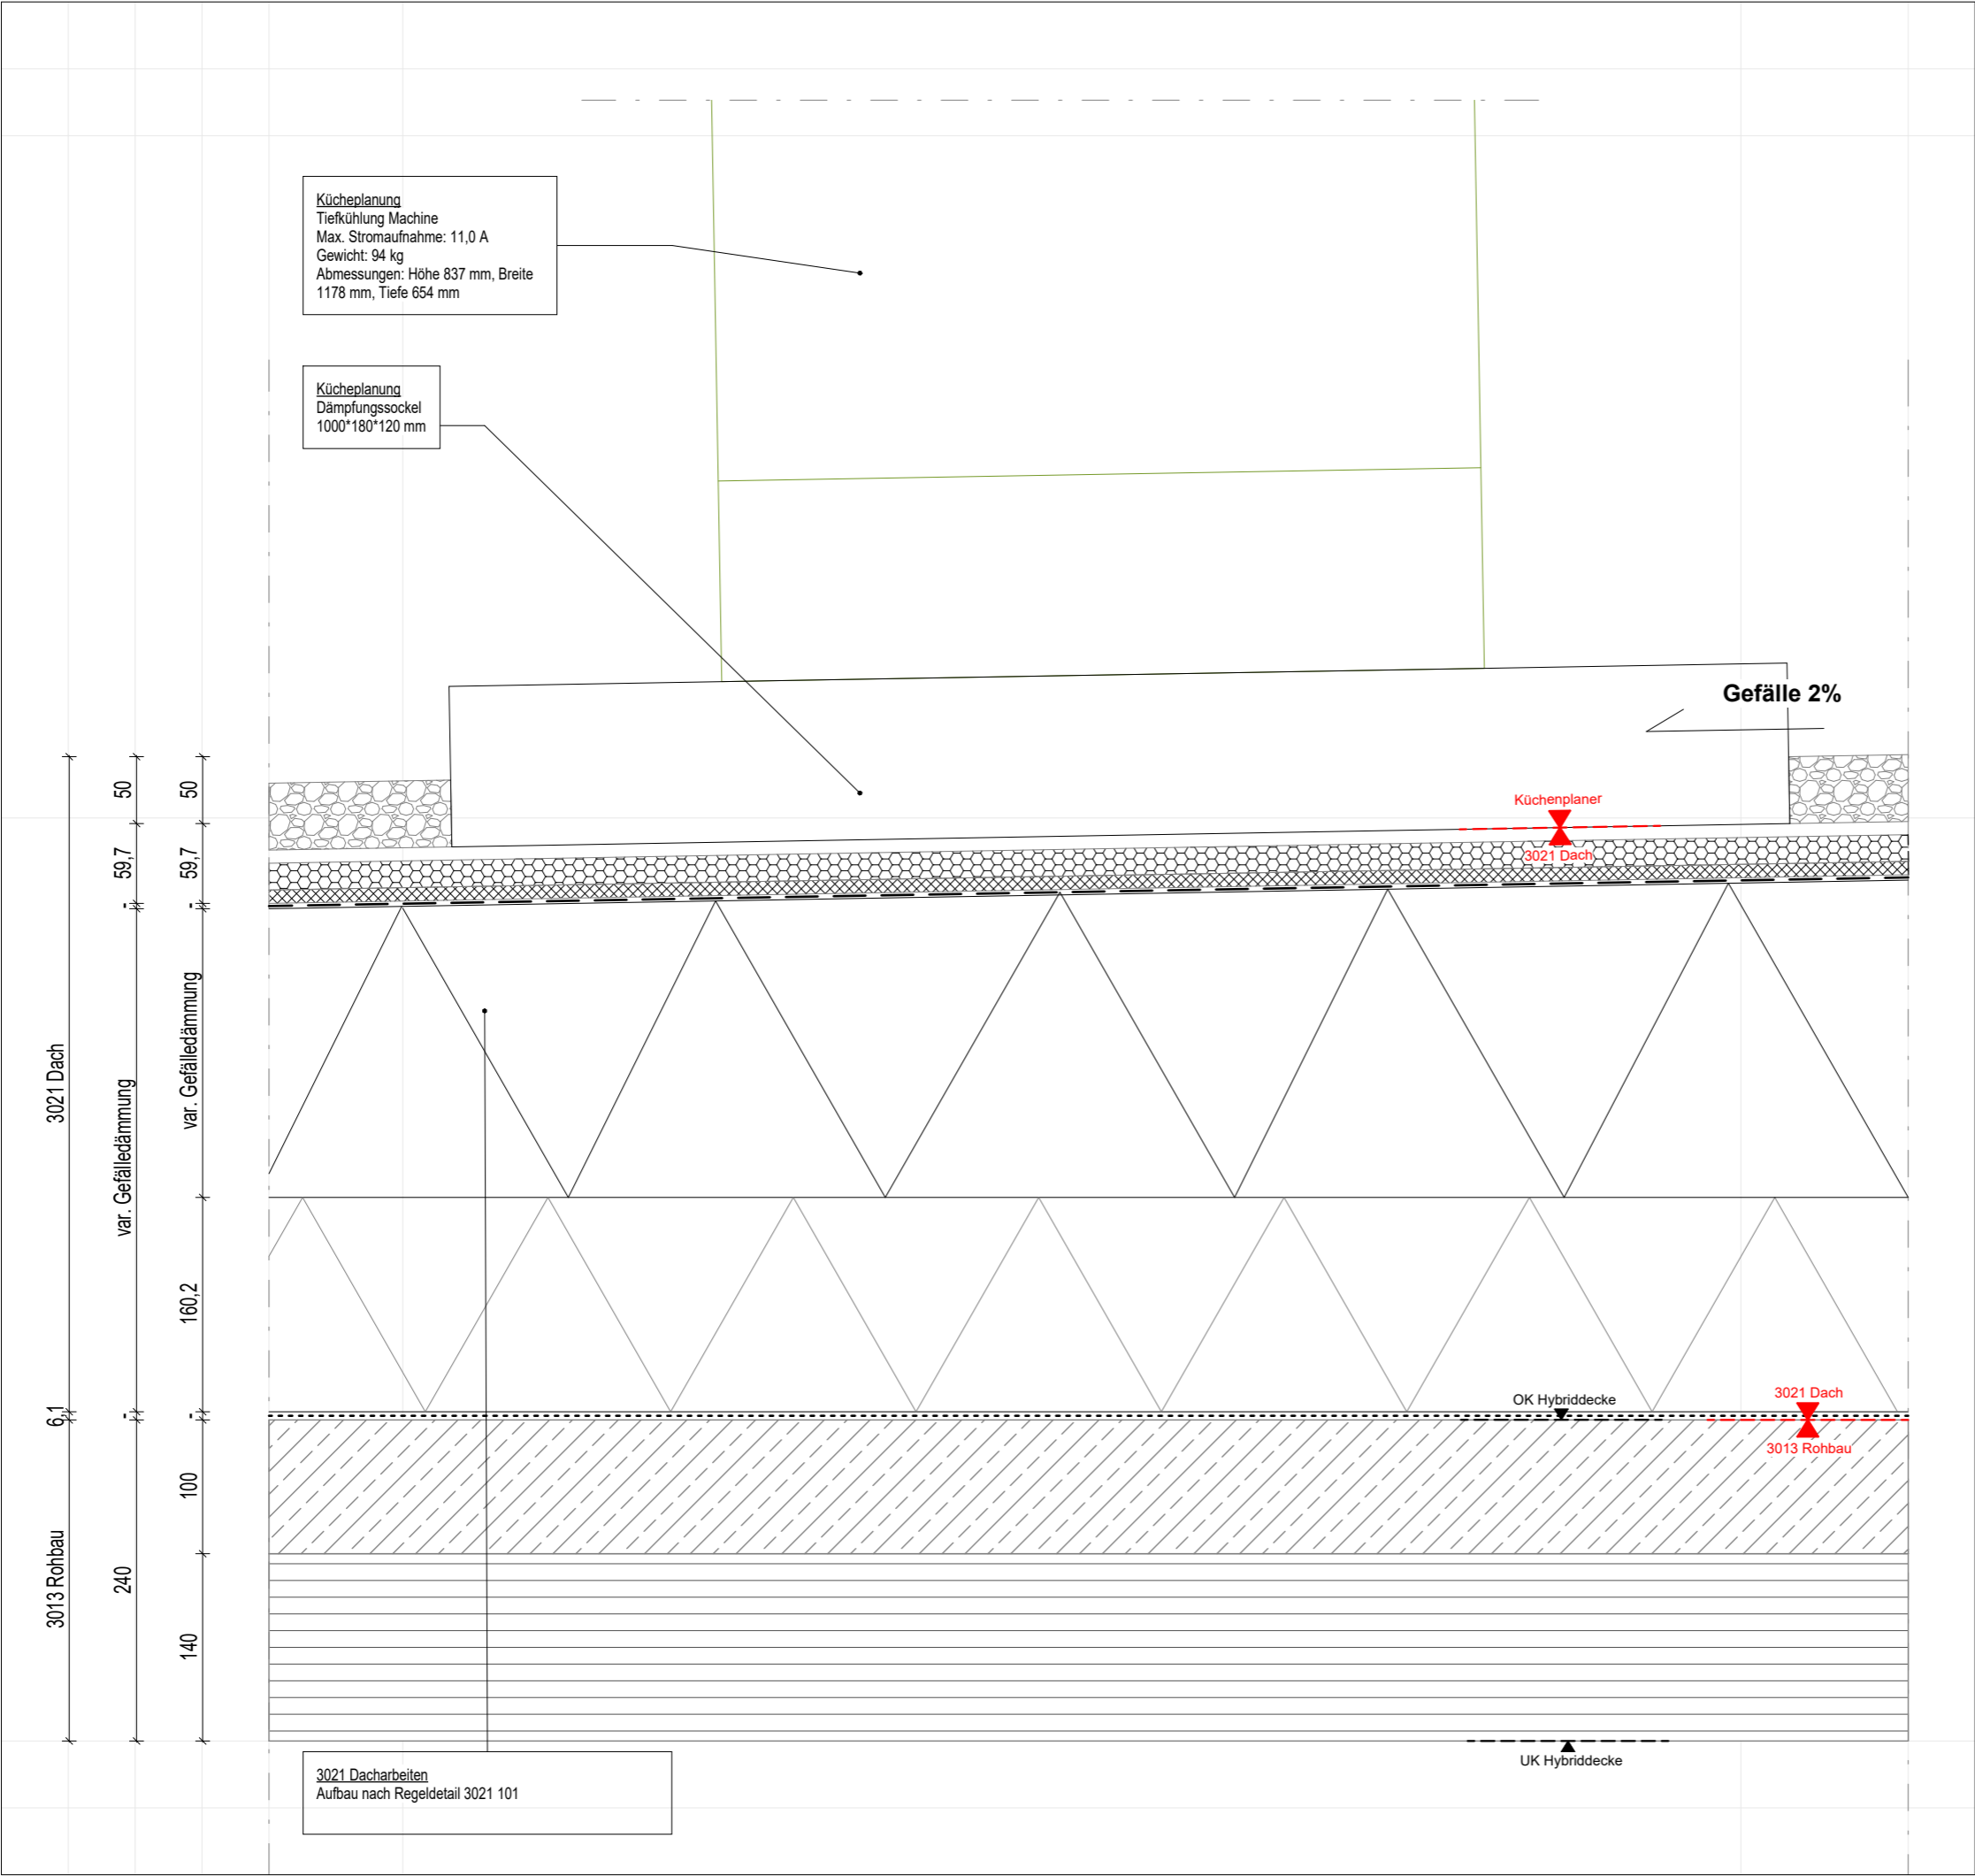 Kücheplanung
Tiefkühlung Machine
Max. Stromaufnahme: 11,0 A
Gewicht: 94 kg
Abmessungen: Höhe 837 mm, Breite
1178 mm, Tiefe 654 mm
Kücheplanung
Dämpfungssockel
1000*180*120 mm
Gefälle 2%
Küchenplaner
3021 Dach
50
50
59,7
59,7
-
-
3021 Dach
var. Gefälledämmung
var. Gefälledämmung
160,2
6,1
-
-
OK Hybriddecke
3021 Dach
3013 Rohbau
100
3013 Rohbau
240
140
UK Hybriddecke
3021 Dacharbeiten
Aufbau nach Regeldetail 3021 101